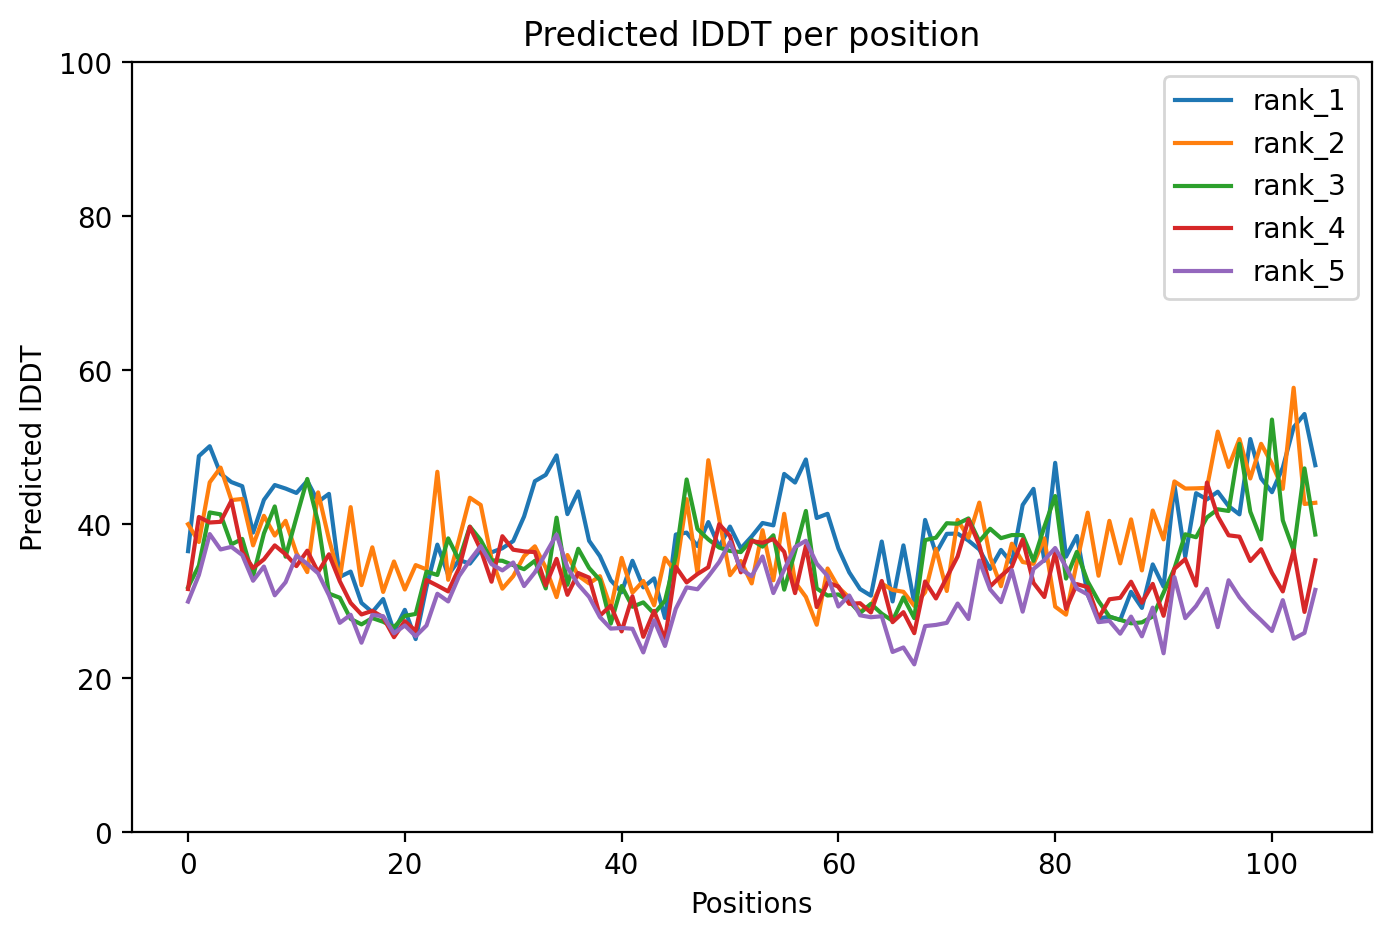 Predicted lDDT per position
100
80
60
40
20
0
Predicted lDDT
0 20 40 60 80 100
Positions
rank_1
rank_2
rank_3
rank_4
rank_5